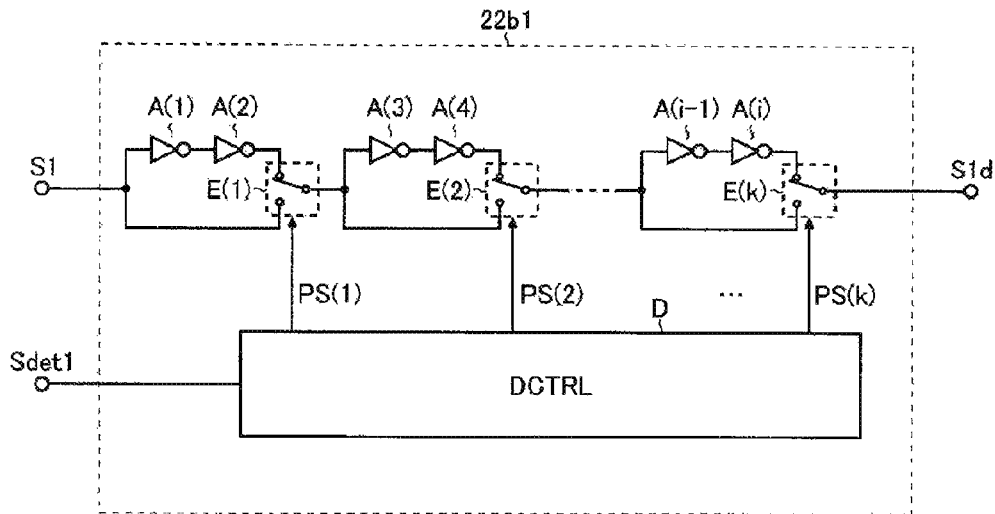 22b1
A(1) A(2) A(3) A(4) A(i-1) A(i)
S1 E(1) E(2) E(k) S1d
PS(1) PS(2) ... PS(k)
D
Sdet1
DCTRL